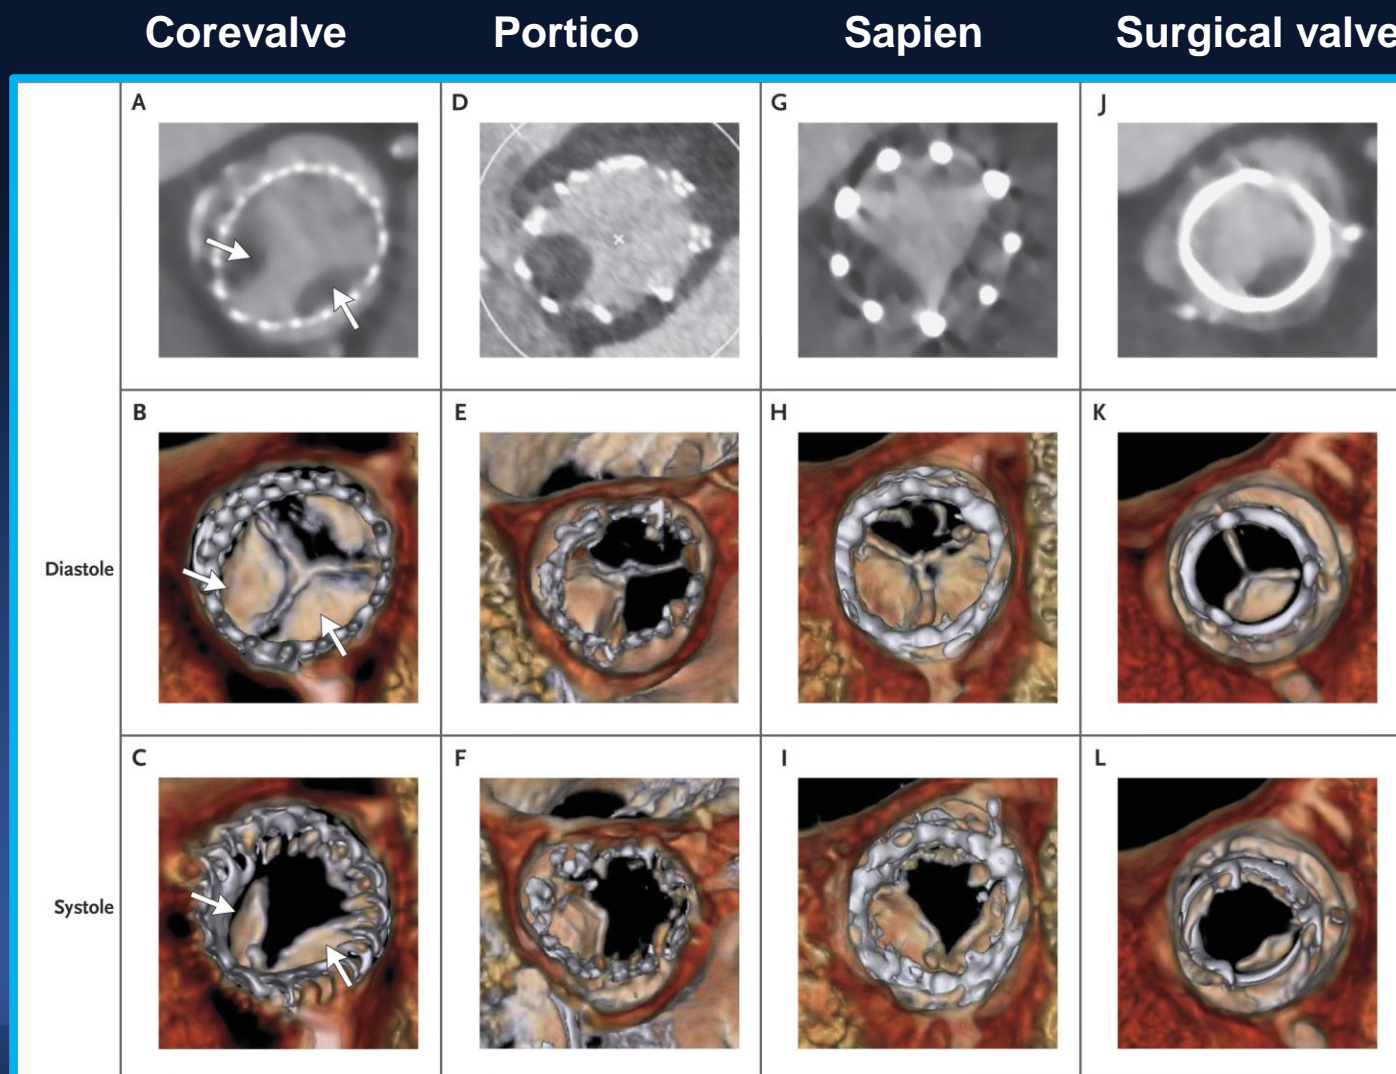 Corevalve Portico Sapien Surgical valve
A D G J
B E H K
Diastole
C F I L
Systole